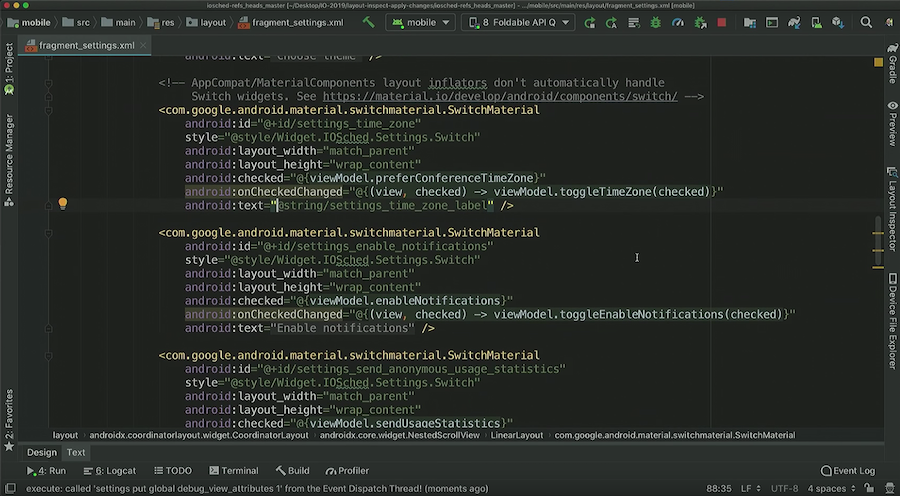 iosched-refs_heads_master [~/Desktop/IO-2019/layout-inspect-apply-changes/iosched-refs_heads_master] - .../mobile/src/main/res/layout/fragment_settings.xml [mobile]
mobile src main res layout fragment_settings.xml mobile 8 Foldable API Q
fragment_settings.xml
1: Project
Resource Manager
2: Favorites
"choose theme" />
<!-- AppCompat/MaterialComponents layout inflators don't automatically handle
Switch widgets. See https://material.io/develop/android/components/switch/ -->
<com.google.android.material.switchmaterial.SwitchMaterial
android:id="@+id/settings_time_zone"
style="@style/Widget.IOSched.Settings.Switch"
android:layout_width="match_parent"
android:layout_height="wrap_content"
android:checked="@{viewModel.preferConferenceTimeZone}"
android:onCheckedChanged="@{(view, checked) -> viewModel.toggleTimeZone(checked)}"
android:text="@string/settings_time_zone_label" />
<com.google.android.material.switchmaterial.SwitchMaterial
android:id="@+id/settings_enable_notifications"
style="@style/Widget.IOSched.Settings.Switch"
android:layout_width="match_parent"
android:layout_height="wrap_content"
android:checked="@{viewModel.enableNotifications}"
android:onCheckedChanged="@{(view, checked) -> viewModel.toggleEnableNotifications(checked)}"
android:text="Enable notifications" />
<com.google.android.material.switchmaterial.SwitchMaterial
android:id="@+id/settings_send_anonymous_usage_statistics"
style="@style/Widget.IOSched.Settings.Switch"
android:layout_width="match_parent"
android:layout_height="wrap_content"
android:checked="@{viewModel.sendUsageStatistics}"
Gradle
Preview
Layout Inspector
Device File Explorer
layout androidx.coordinatorlayout.widget.CoordinatorLayout androidx.core.widget.NestedScrollView LinearLayout com.google.android.material.switchmaterial.SwitchMaterial
Design Text
4: Run 6: Logcat TODO Terminal Build Profiler Event Log
execute: called 'settings put global debug_view_attributes 1' from the Event Dispatch Thread! (moments ago) 88:35 LF UTF-8 4 spaces